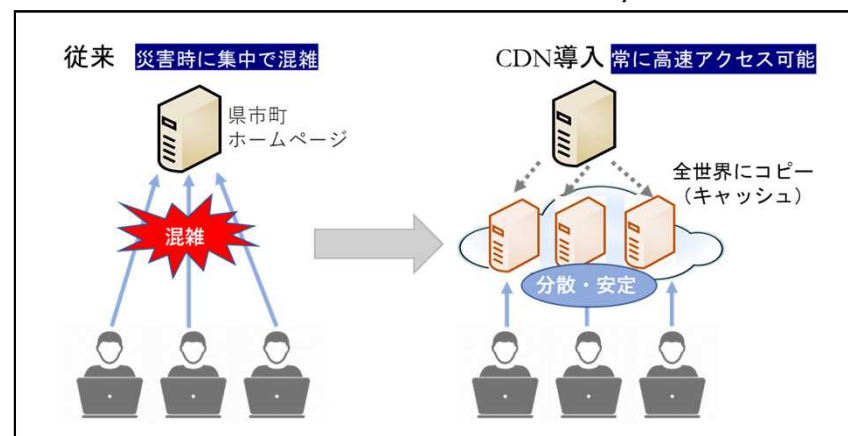 従来 災害時に集中で混雑
県市町
ホームページ
混雑
CDN導入 常に高速アクセス可能
全世界にコピー
（キャッシュ）
分散・安定